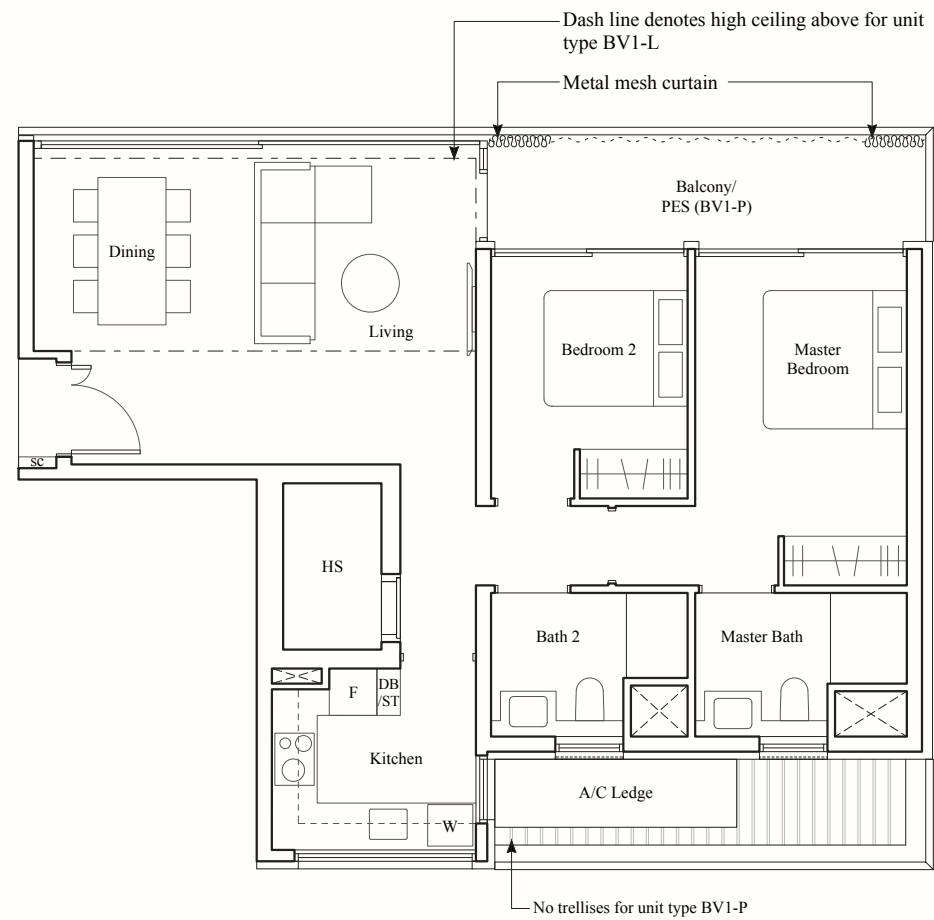 Dash line denotes high ceiling above for unit
type BV1-L
Metal mesh curtain
Balcony/
PES (BV1-P)
Dining
Living
Bedroom 2
Master
Bedroom
sc
HS
Bath 2
Master Bath
F
DB
/ST
Kitchen
A/C Ledge
W
No trellises for unit type BV1-P